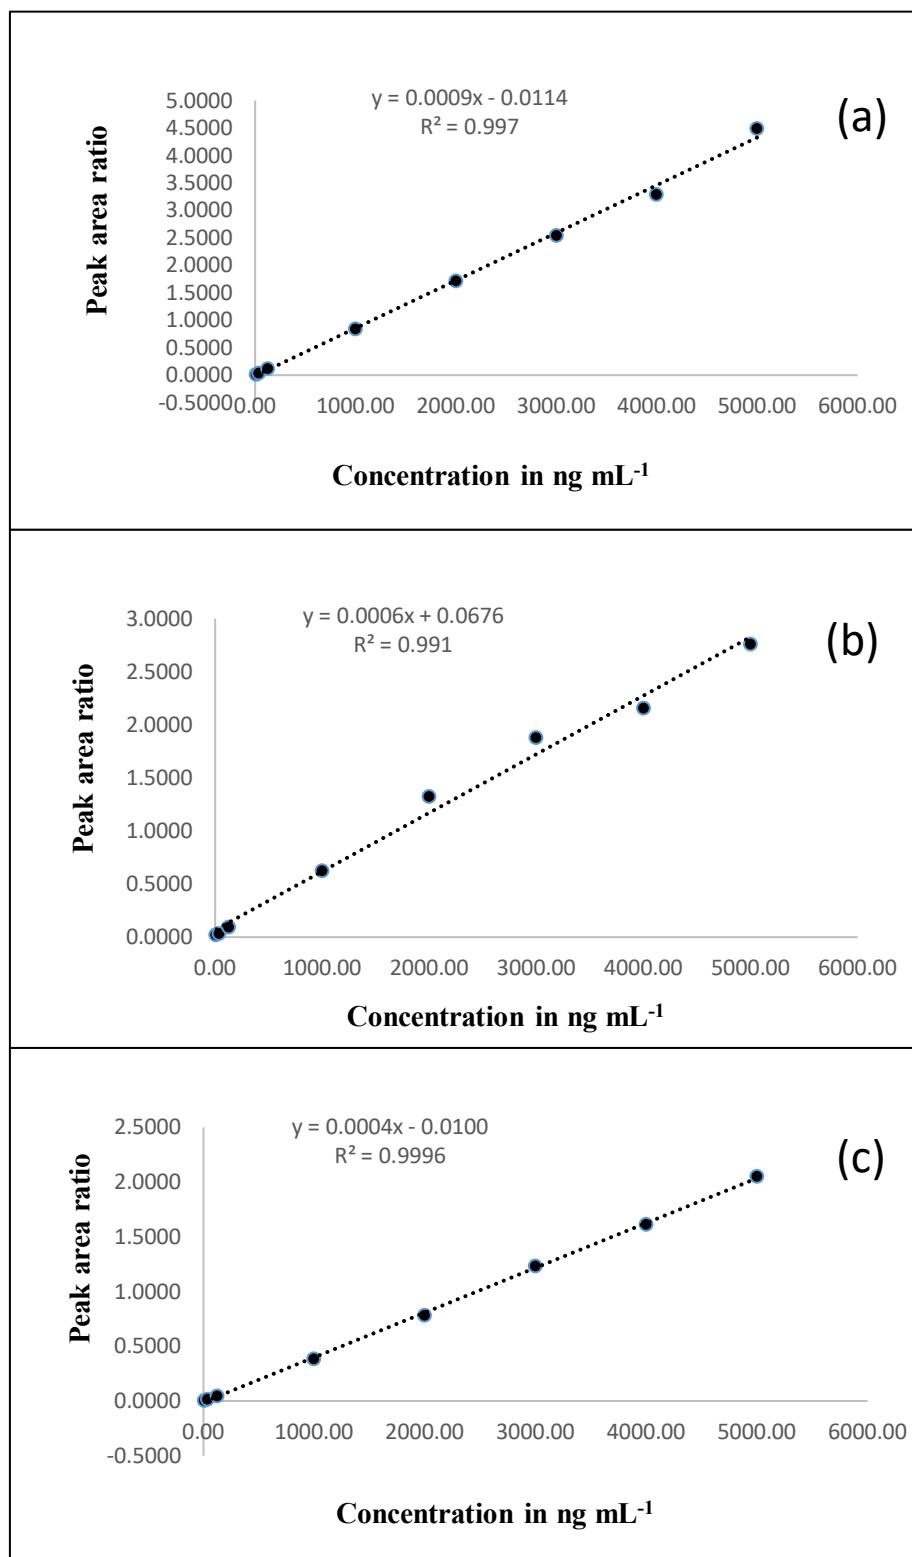 y = 0.0009x - 0.0114
R² = 0.997
(a)
5.0000
4.5000
4.0000
3.5000
3.0000
2.5000
2.0000
1.5000
1.0000
0.5000
0.0000
-0.5000
Peak area ratio
0.00 1000.00 2000.00 3000.00 4000.00 5000.00 6000.00
Concentration in ng mL⁻¹
y = 0.0006x + 0.0676
R² = 0.991
(b)
3.0000
2.5000
2.0000
1.5000
1.0000
0.5000
0.0000
Peak area ratio
0.00 1000.00 2000.00 3000.00 4000.00 5000.00 6000.00
Concentration in ng mL⁻¹
y = 0.0004x - 0.0100
R² = 0.9996
(c)
2.5000
2.0000
1.5000
1.0000
0.5000
0.0000
-0.5000
Peak area ratio
0.00 1000.00 2000.00 3000.00 4000.00 5000.00 6000.00
Concentration in ng mL⁻¹